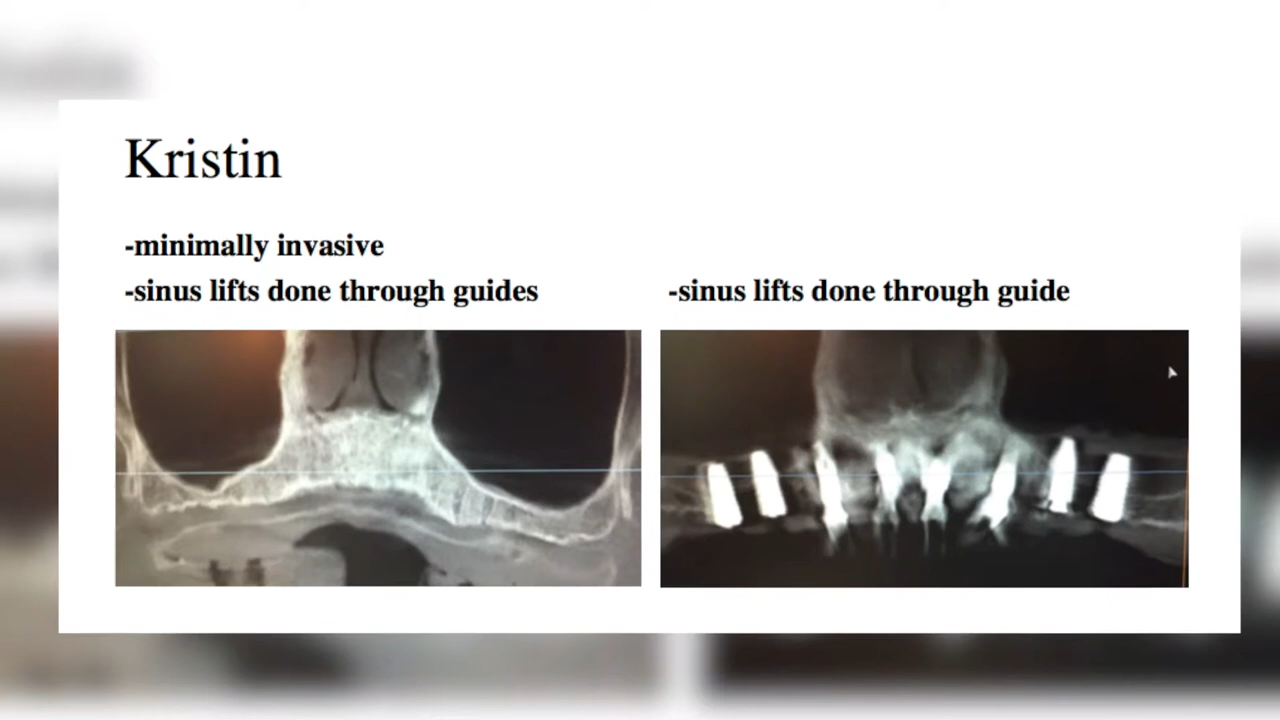 Kristin
-minimally invasive
-sinus lifts done through guides
-sinus lifts done through guide